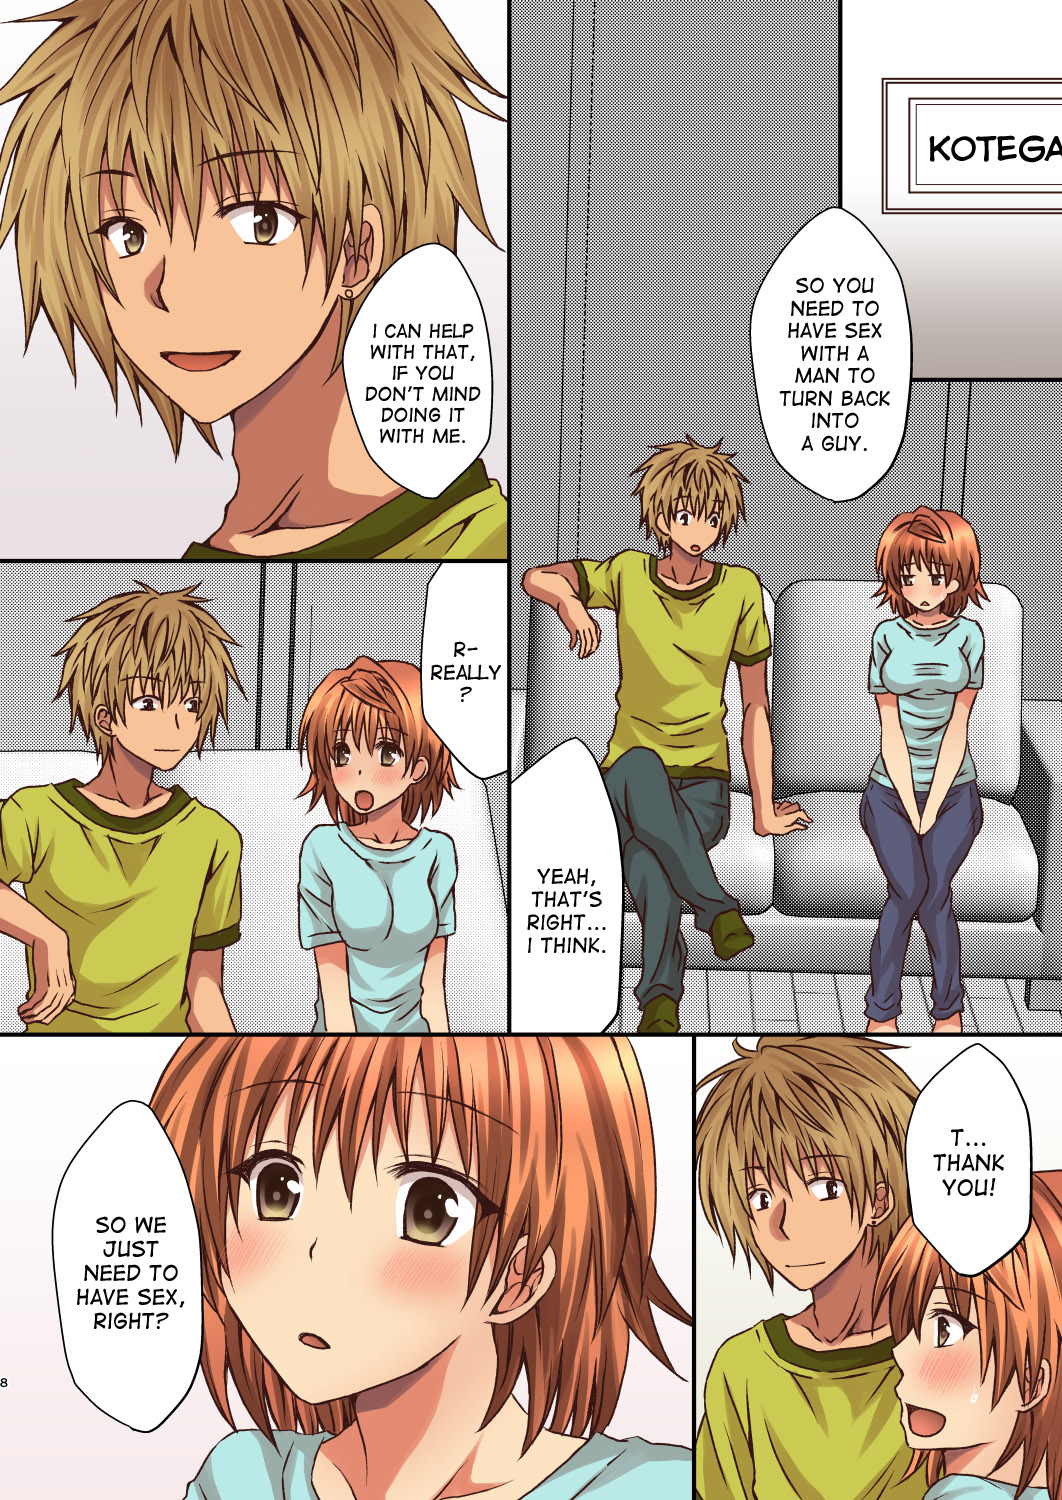 KOTEGA
SO YOU
NEED TO
HAVE SEX
WITH A
MAN TO
TURN BACK
INTO
A GUY.
YEAH,
THAT'S
RIGHT...
I THINK.
I CAN HELP
WITH THAT,
IF YOU
DON'T MIND
DOING IT
WITH ME.
R-
REALLY
?
T...
THANK
YOU!
SO WE
JUST
NEED TO
HAVE SEX,
RIGHT?
8